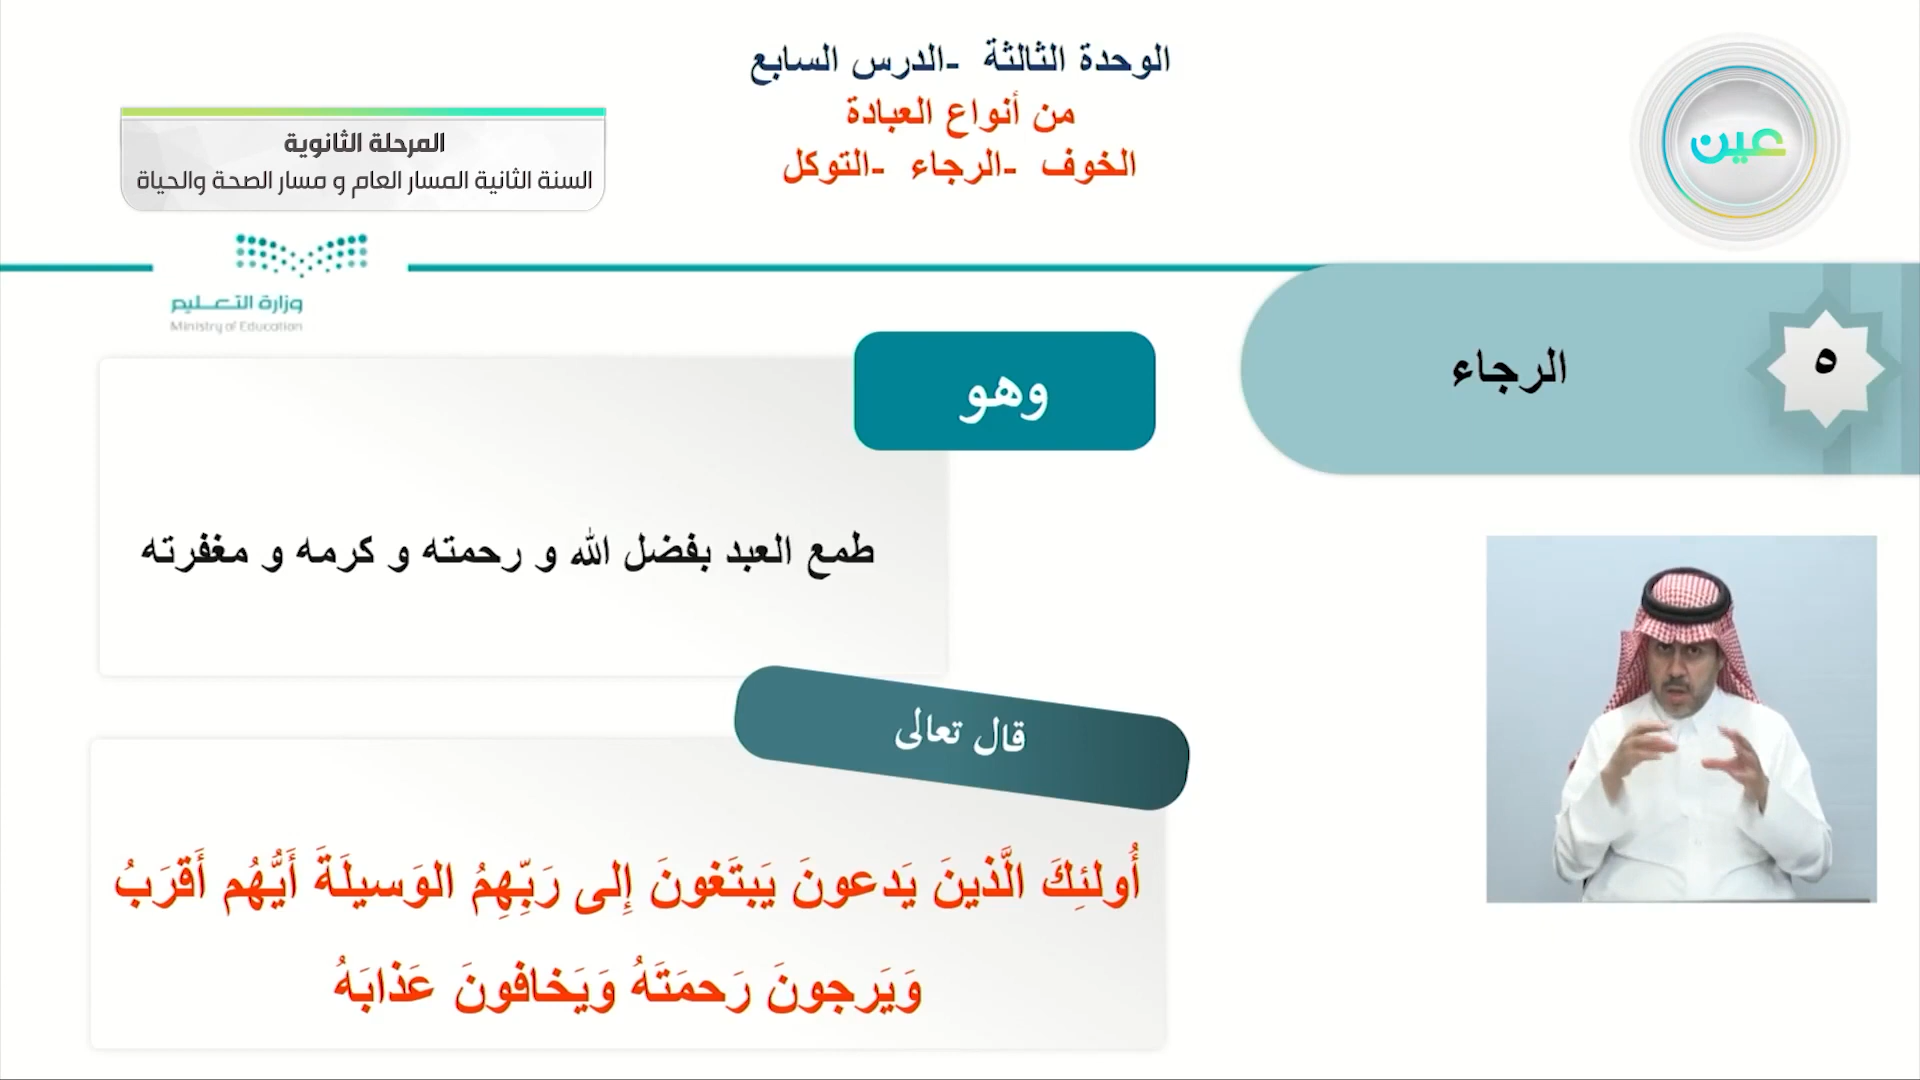 الوحدة الثالثة -الدرس السابع
من أنواع العبادة
الخوف -الرجاء -التوكل
عين
المرحلة الثانوية
السنة الثانية المسار العام و مسار الصحة والحياة
وزارة التعليم
Ministry of Education
٥
الرجاء
وهو
طمع العبد بفضل الله و رحمته و كرمه و مغفرته
قال تعالى
أُولئِكَ الَّذينَ يَدعونَ يَبتَغونَ إِلى رَبِّهِمُ الوَسيلَةَ أَيُّهُم أَقرَبُ
وَيَرجونَ رَحمَتَهُ وَيَخافونَ عَذابَهُ